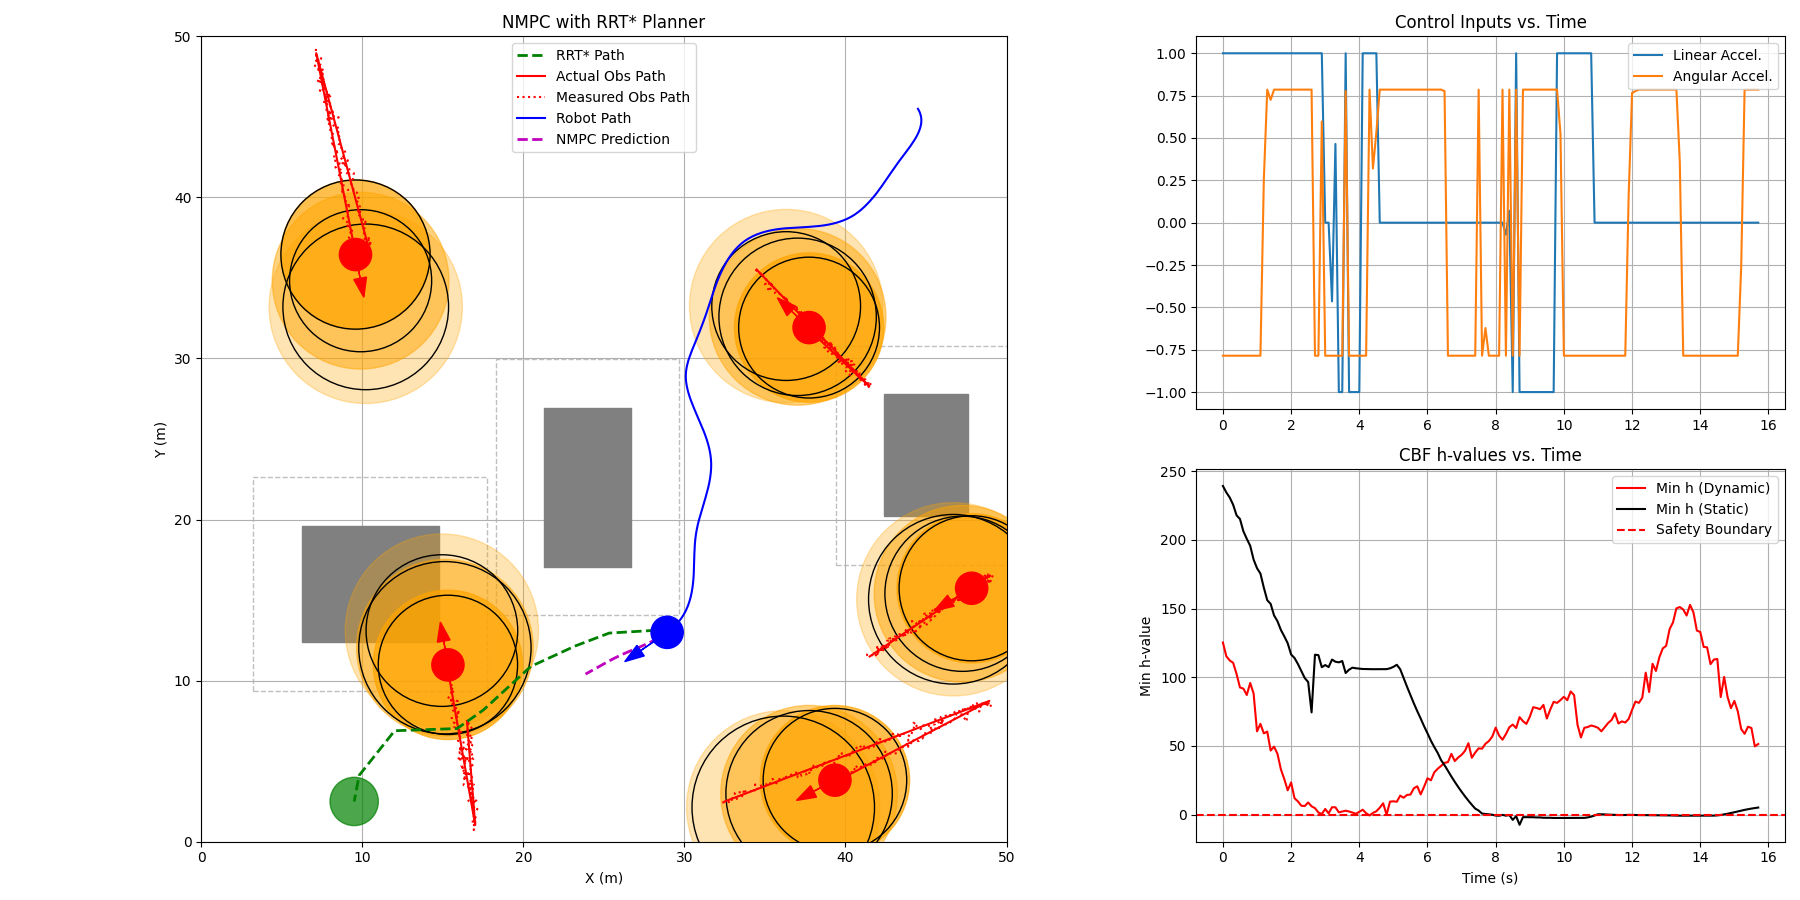 NMPC with RRT* Planner
50
40
30
20
10
0
Y (m)
0 10 20 30 40 50
X (m)
RRT* Path
Actual Obs Path
Measured Obs Path
Robot Path
NMPC Prediction
Control Inputs vs. Time
1.00
0.75
0.50
0.25
0.00
−0.25
−0.50
−0.75
−1.00
0 2 4 6 8 10 12 14 16
Linear Accel.
Angular Accel.
CBF h-values vs. Time
250
200
150
100
50
0
Min h-value
0 2 4 6 8 10 12 14 16
Time (s)
Min h (Dynamic)
Min h (Static)
Safety Boundary